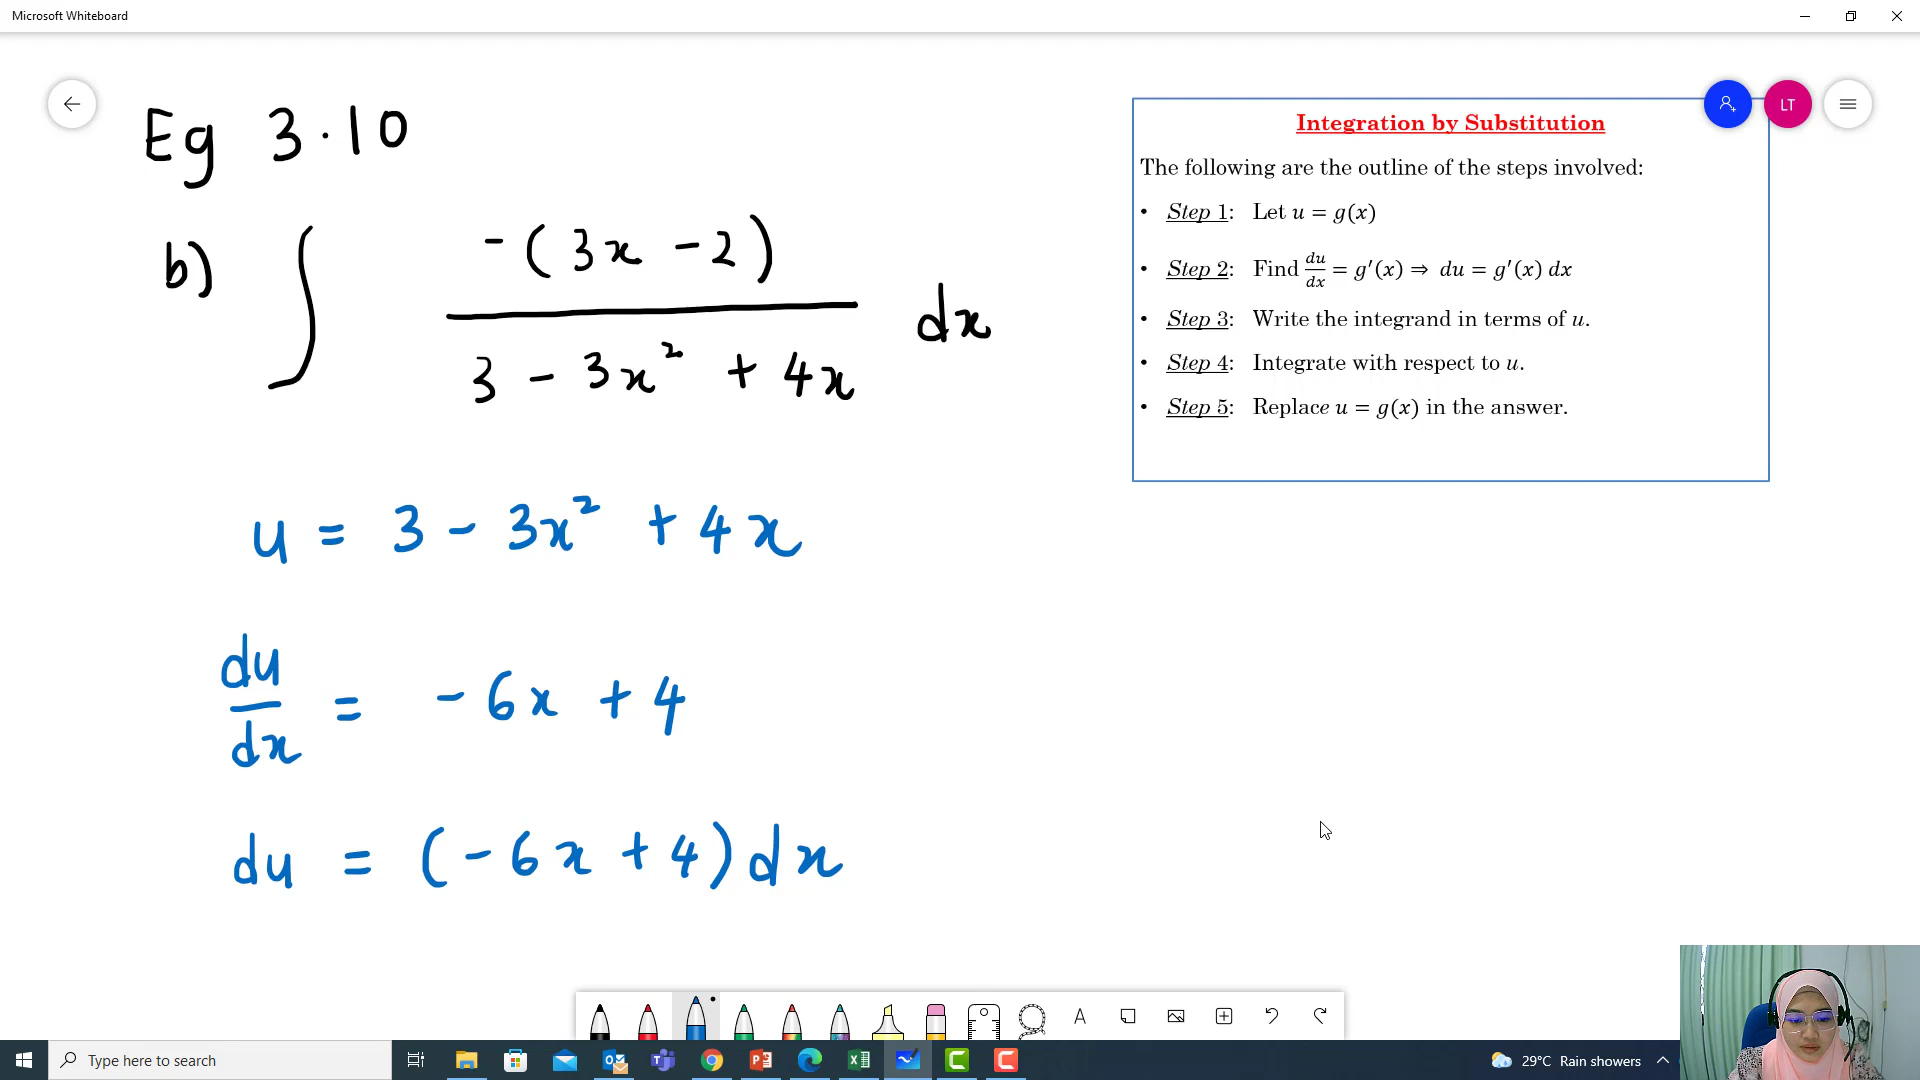 Microsoft Whiteboard
Eg 3.10
b) ∫ -(3x - 2) / (3 - 3x² + 4x) dx
u = 3 - 3x² + 4x
du/dx = -6x + 4
du = (-6x + 4) dx
LT
Integration by Substitution
The following are the outline of the steps involved:
• Step 1: Let u = g(x)
• Step 2: Find du/dx = g′(x) ⇒ du = g′(x) dx
• Step 3: Write the integrand in terms of u.
• Step 4: Integrate with respect to u.
• Step 5: Replace u = g(x) in the answer.
A
Type here to search
29°C Rain showers